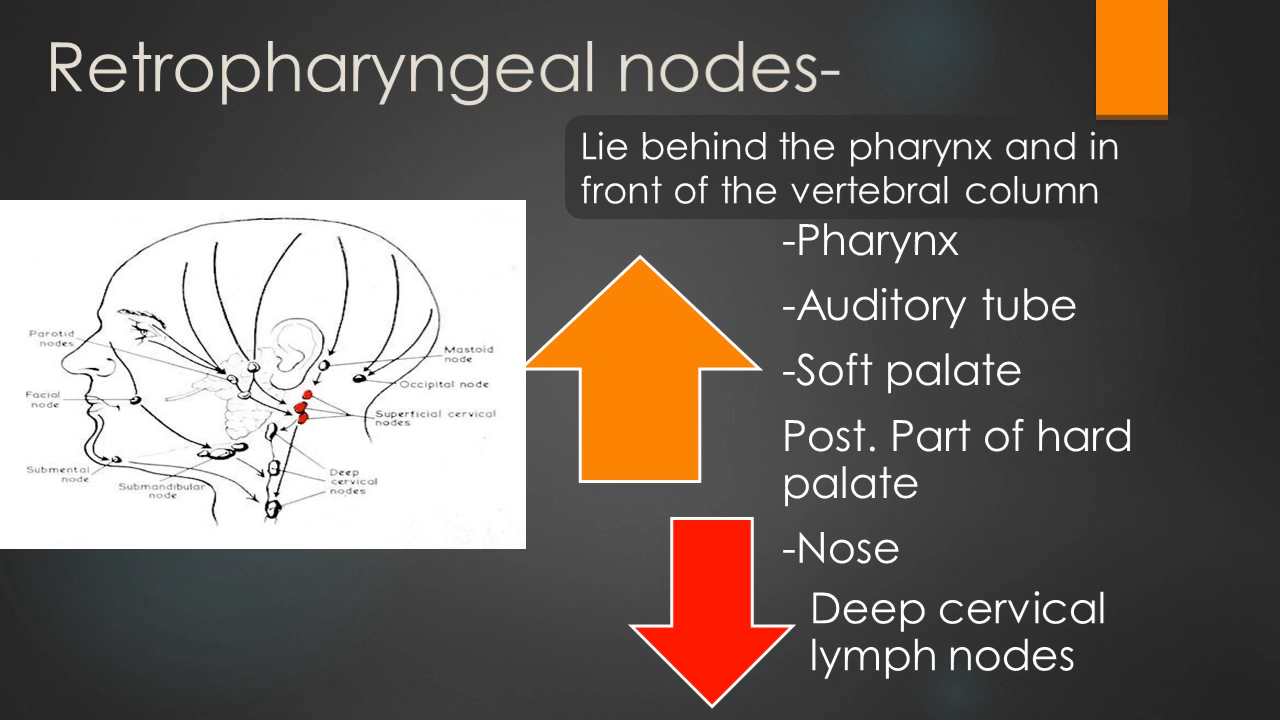 Retropharyngeal nodes-
Lie behind the pharynx and in
front of the vertebral column
-Pharynx
-Auditory tube
-Soft palate
Post. Part of hard
palate
-Nose
Deep cervical
lymph nodes
Parotid
nodes
Facial
node
Submental
node
Submandibular
node
Mastoid
node
Occipital node
Superficial cervical
nodes
Deep
cervical
nodes